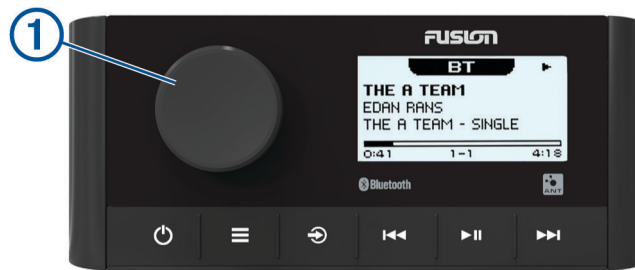 1
FUSION
BT
THE A TEAM
EDAN RANS
THE A TEAM - SINGLE
0:41 1-1 4:18
Bluetooth
ANT